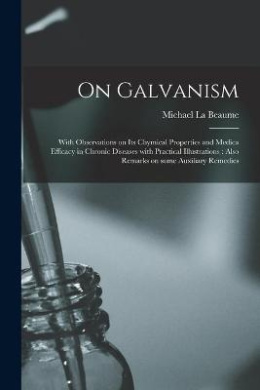 On Galvanism
Michael La Beaume
With Observations on Its Chymical Properties and Medica
Efficacy in Chronic Diseases with Practical Illustrations : Also
Remarks on some Auxiliary Remedies